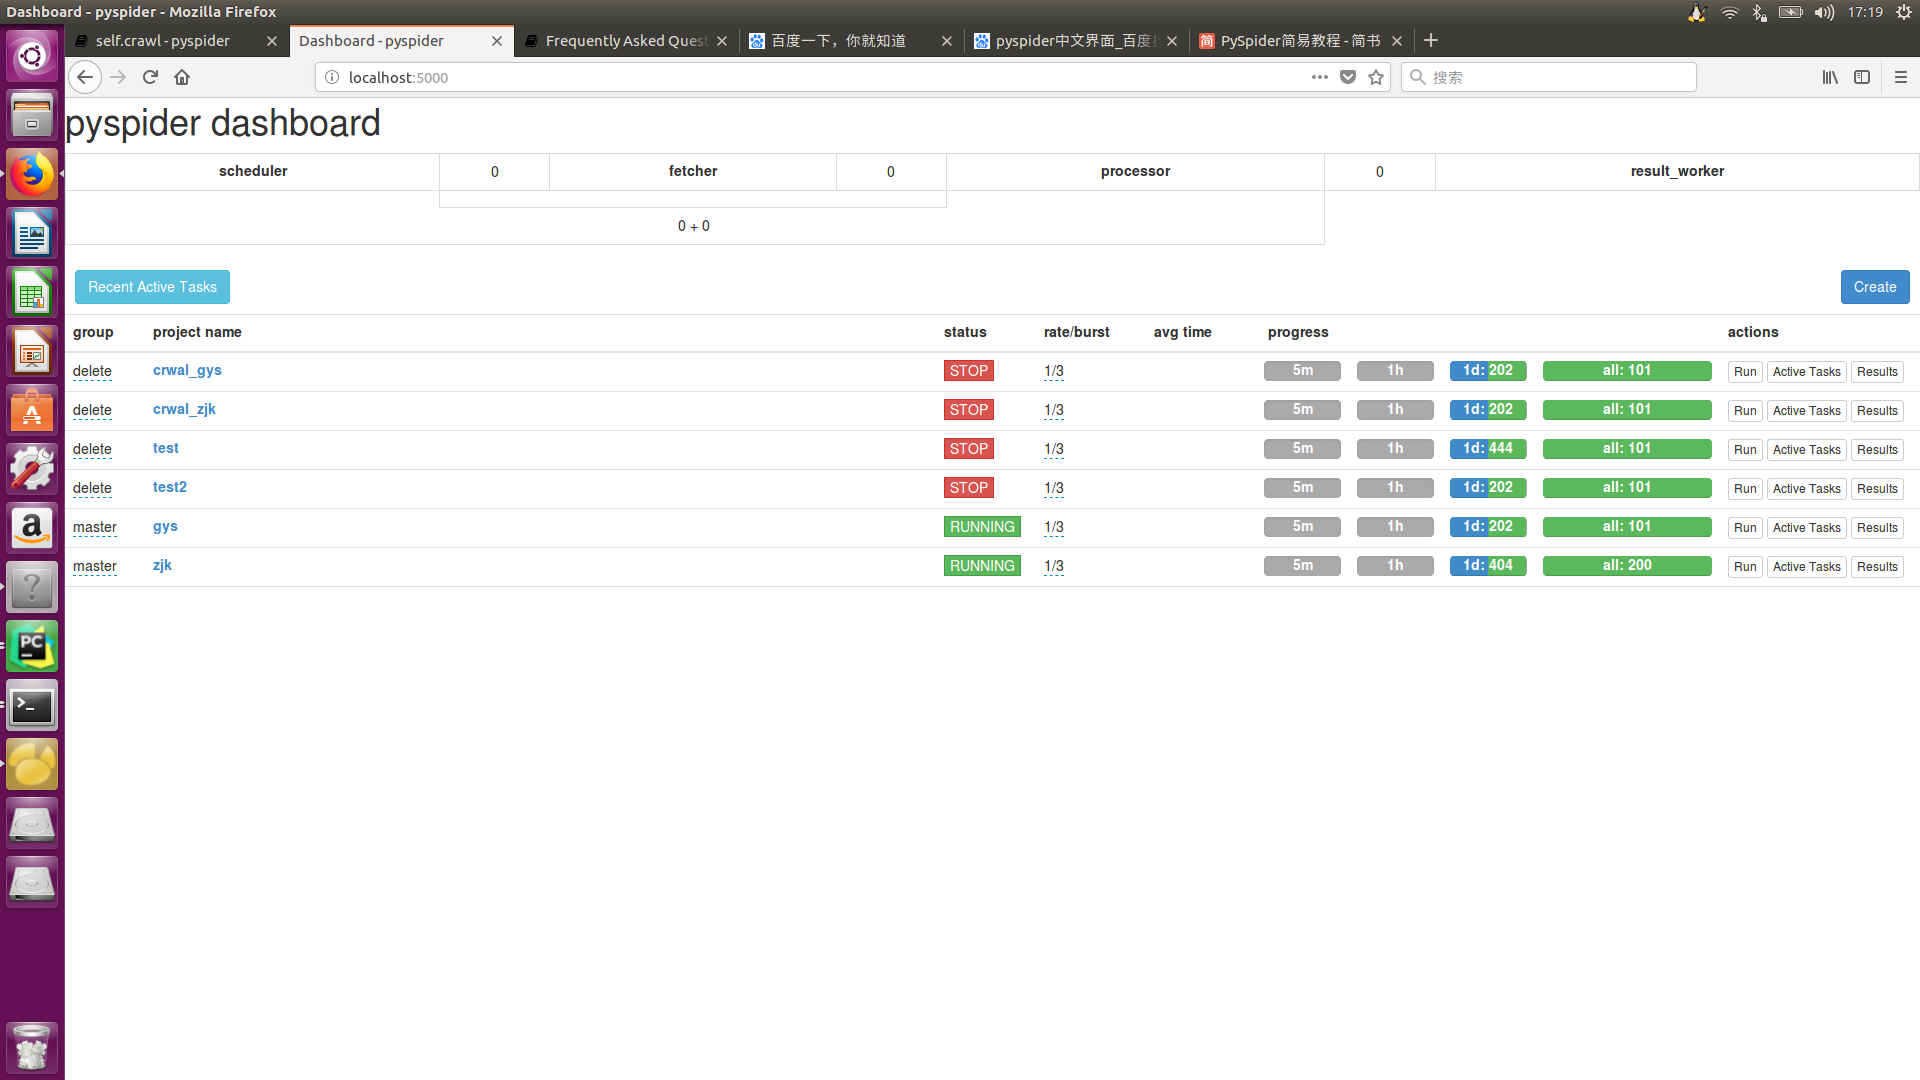 Dashboard - pyspider - Mozilla Firefox
17:19
self.crawl - pyspider
Dashboard - pyspider
Frequently Asked Quest
百度一下，你就知道
pyspider中文界面_百度
简
PySpider简易教程 - 简书
localhost:5000
搜索
pyspider dashboard
scheduler 0 fetcher 0 processor 0 result_worker
0 + 0
Recent Active Tasks
Create
group project name status rate/burst avg time progress actions
delete crwal_gys STOP 1/3 5m 1h 1d: 202 all: 101 Run Active Tasks Results
delete crwal_zjk STOP 1/3 5m 1h 1d: 202 all: 101 Run Active Tasks Results
delete test STOP 1/3 5m 1h 1d: 444 all: 101 Run Active Tasks Results
delete test2 STOP 1/3 5m 1h 1d: 202 all: 101 Run Active Tasks Results
master gys RUNNING 1/3 5m 1h 1d: 202 all: 101 Run Active Tasks Results
master zjk RUNNING 1/3 5m 1h 1d: 404 all: 200 Run Active Tasks Results
A
a
?
PC
>_